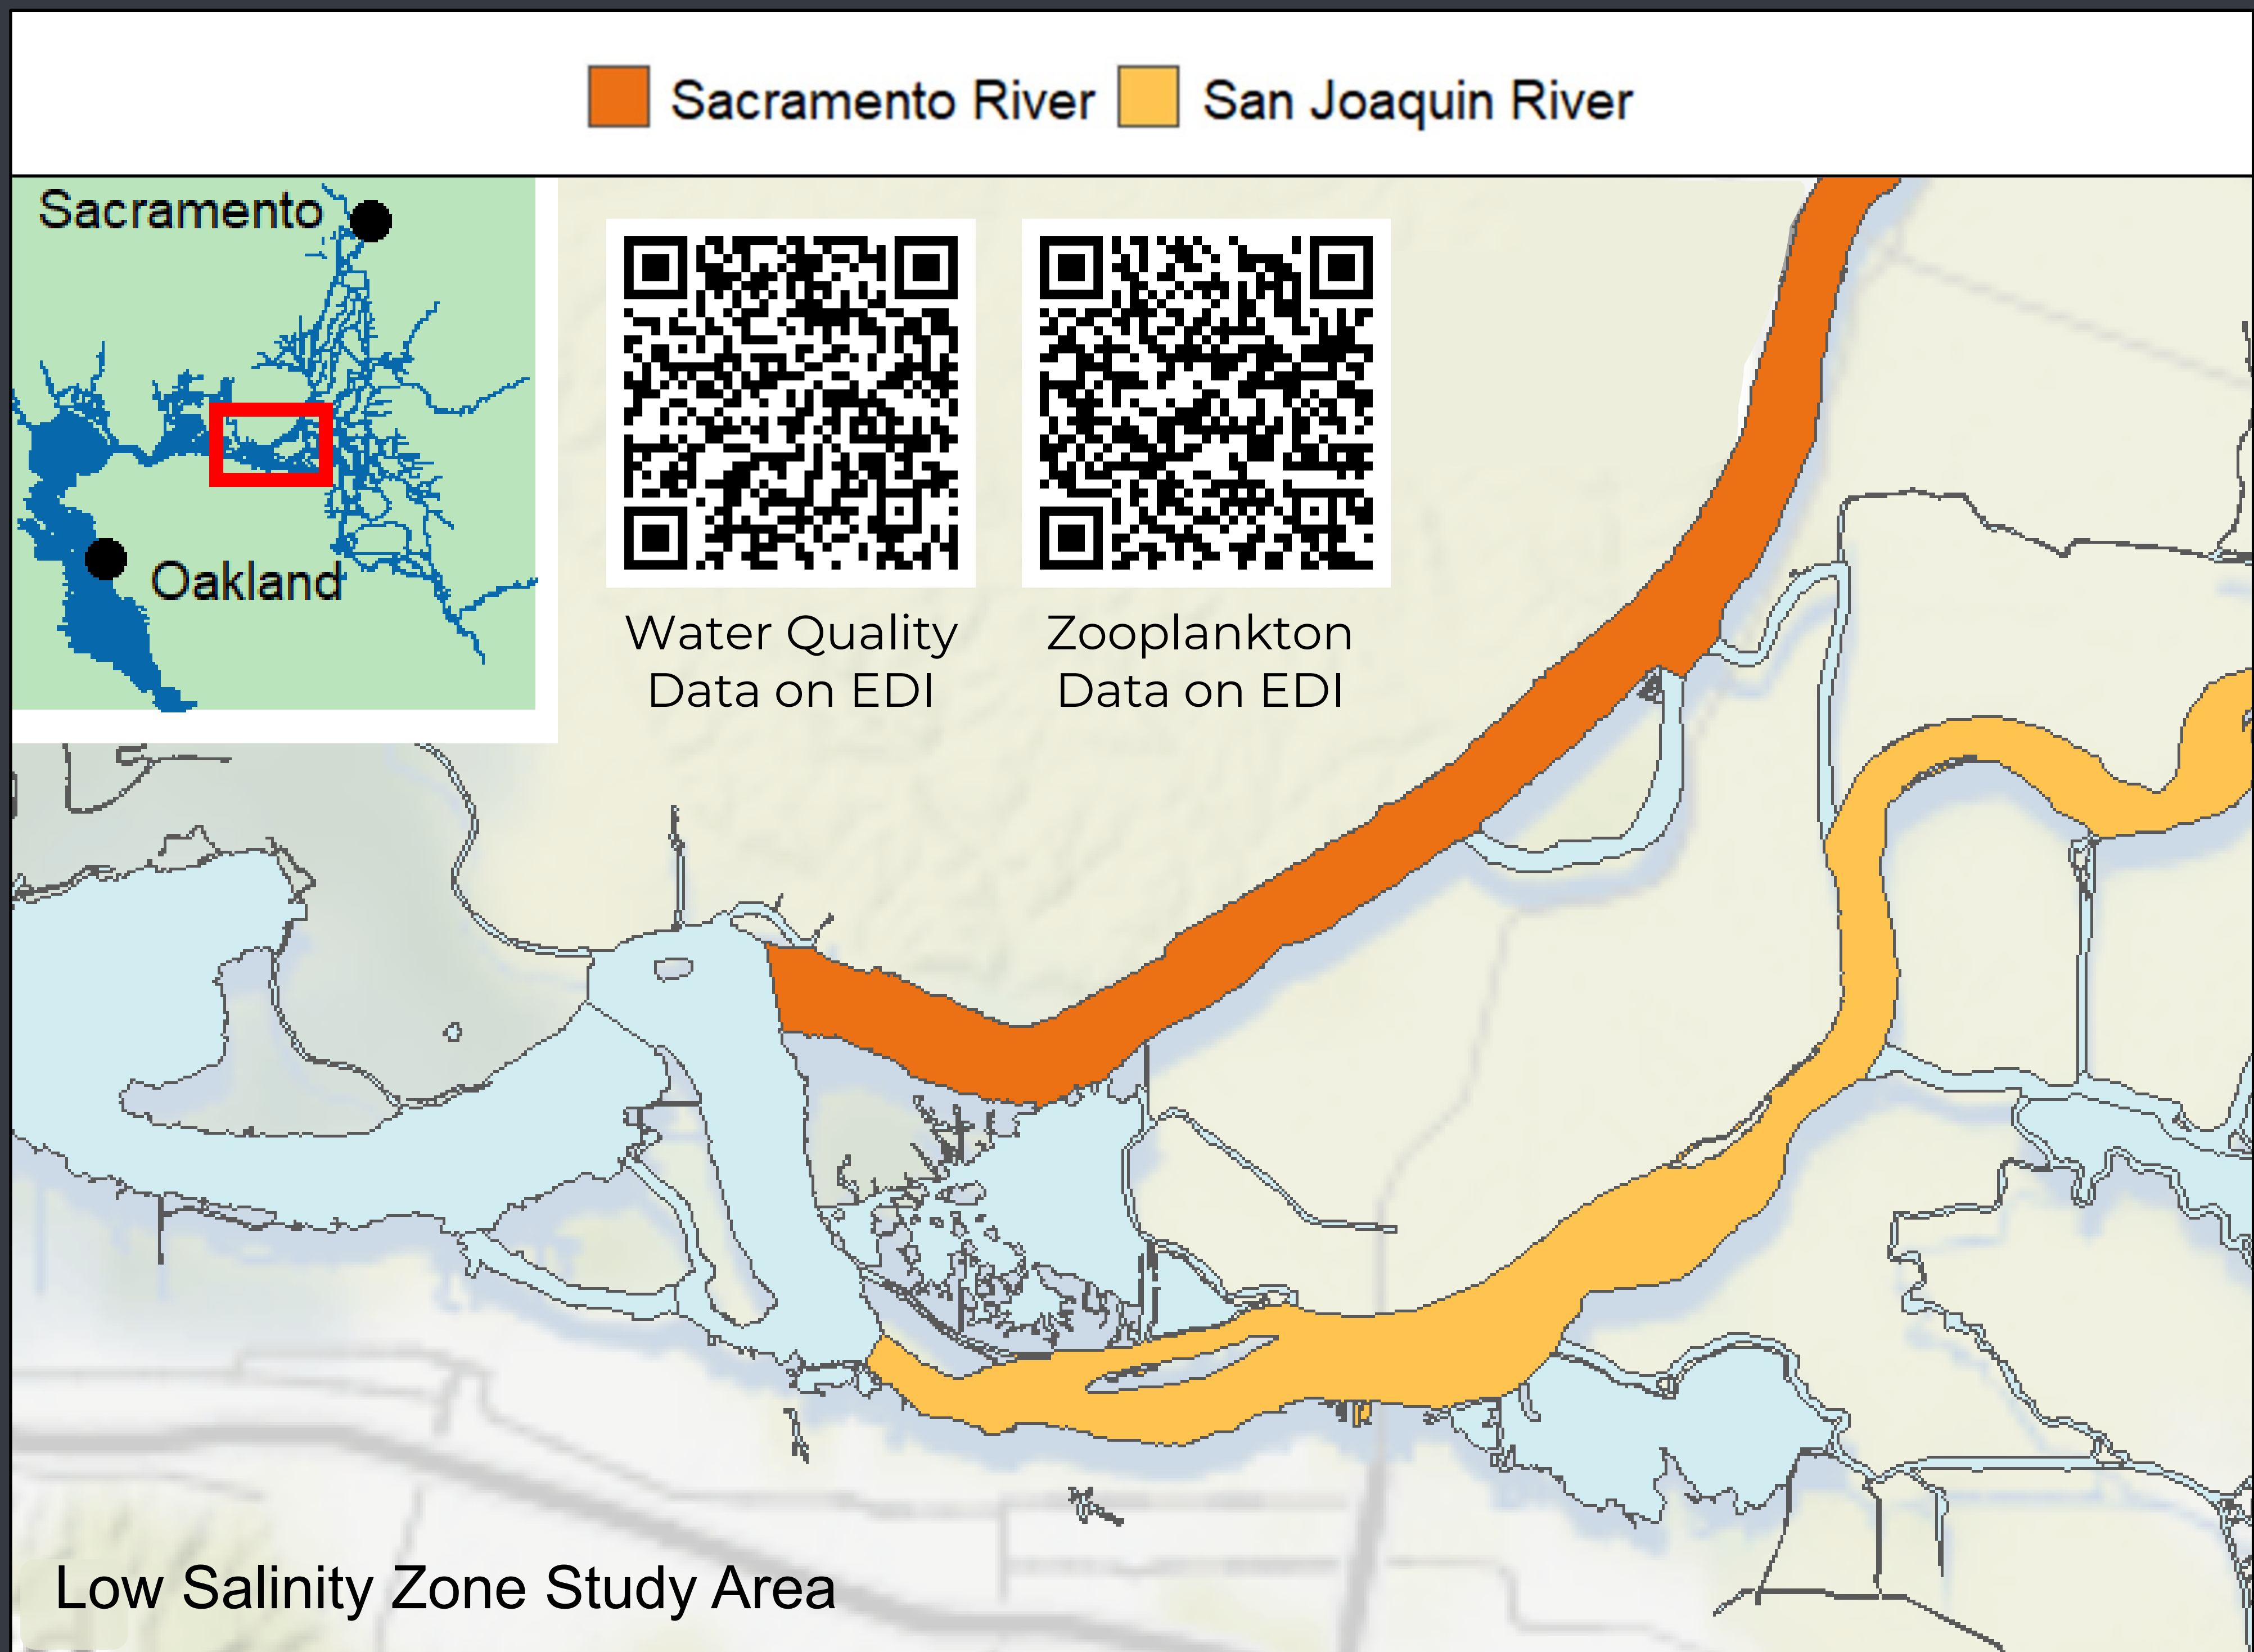 Sacramento River San Joaquin River
Sacramento
Oakland
Water Quality
Data on EDI
Zooplankton
Data on EDI
Low Salinity Zone Study Area